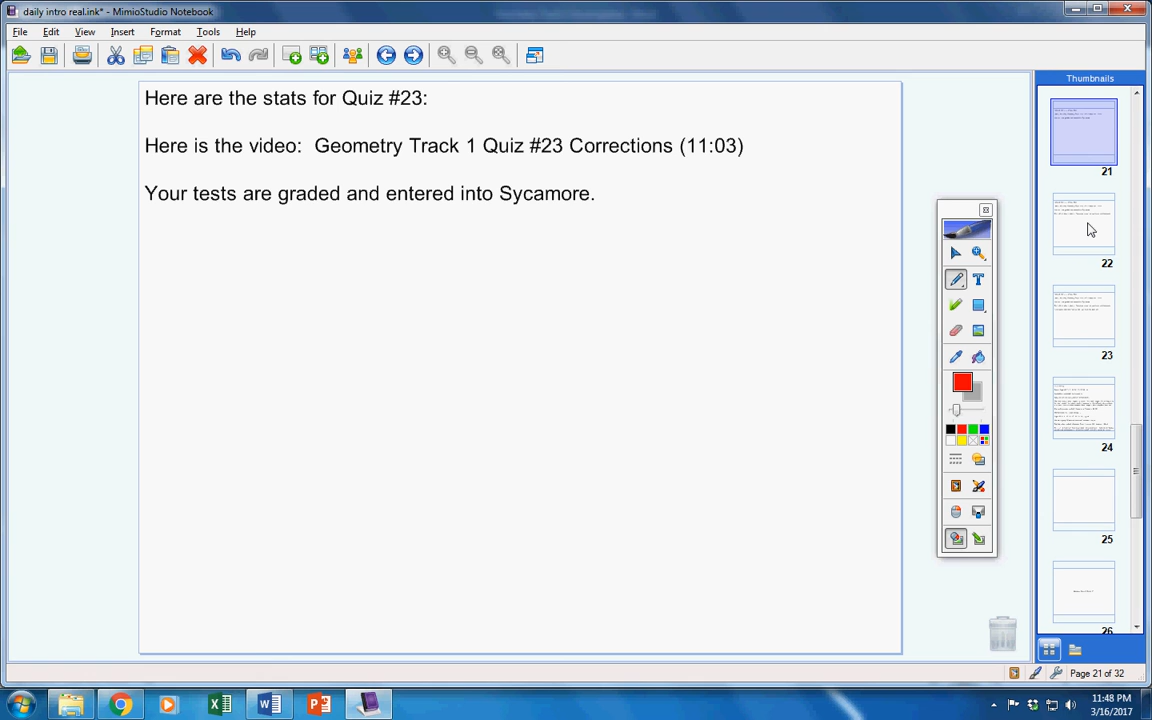 daily intro real.ink* - MimioStudio Notebook
File Edit View Insert Format Tools Help
Here are the stats for Quiz #23:
Here is the video: Geometry Track 1 Quiz #23 Corrections (11:03)
Your tests are graded and entered into Sycamore.
T
Thumbnails
21
22
23
24
25
26
Page 21 of 32
11:48 PM
3/16/2017